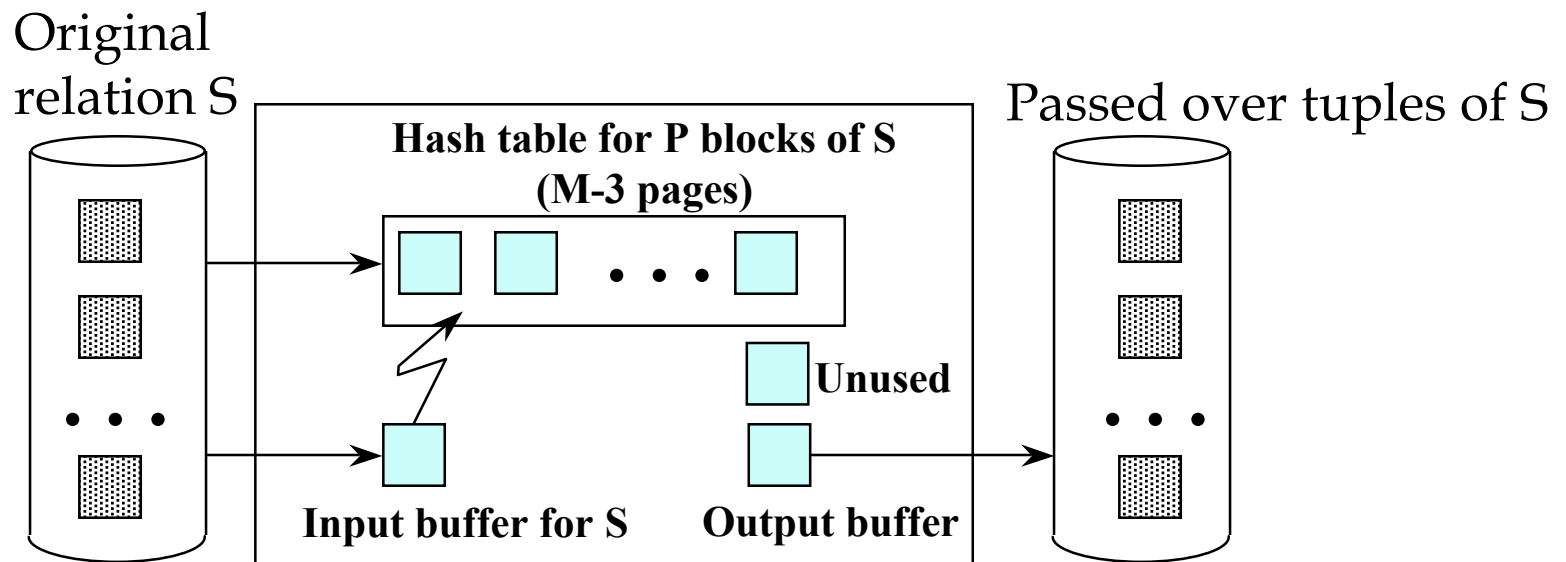 Original
relation S
Passed over tuples of S
Hash table for P blocks of S
(M-3 pages)
Unused
Input buffer for S
Output buffer